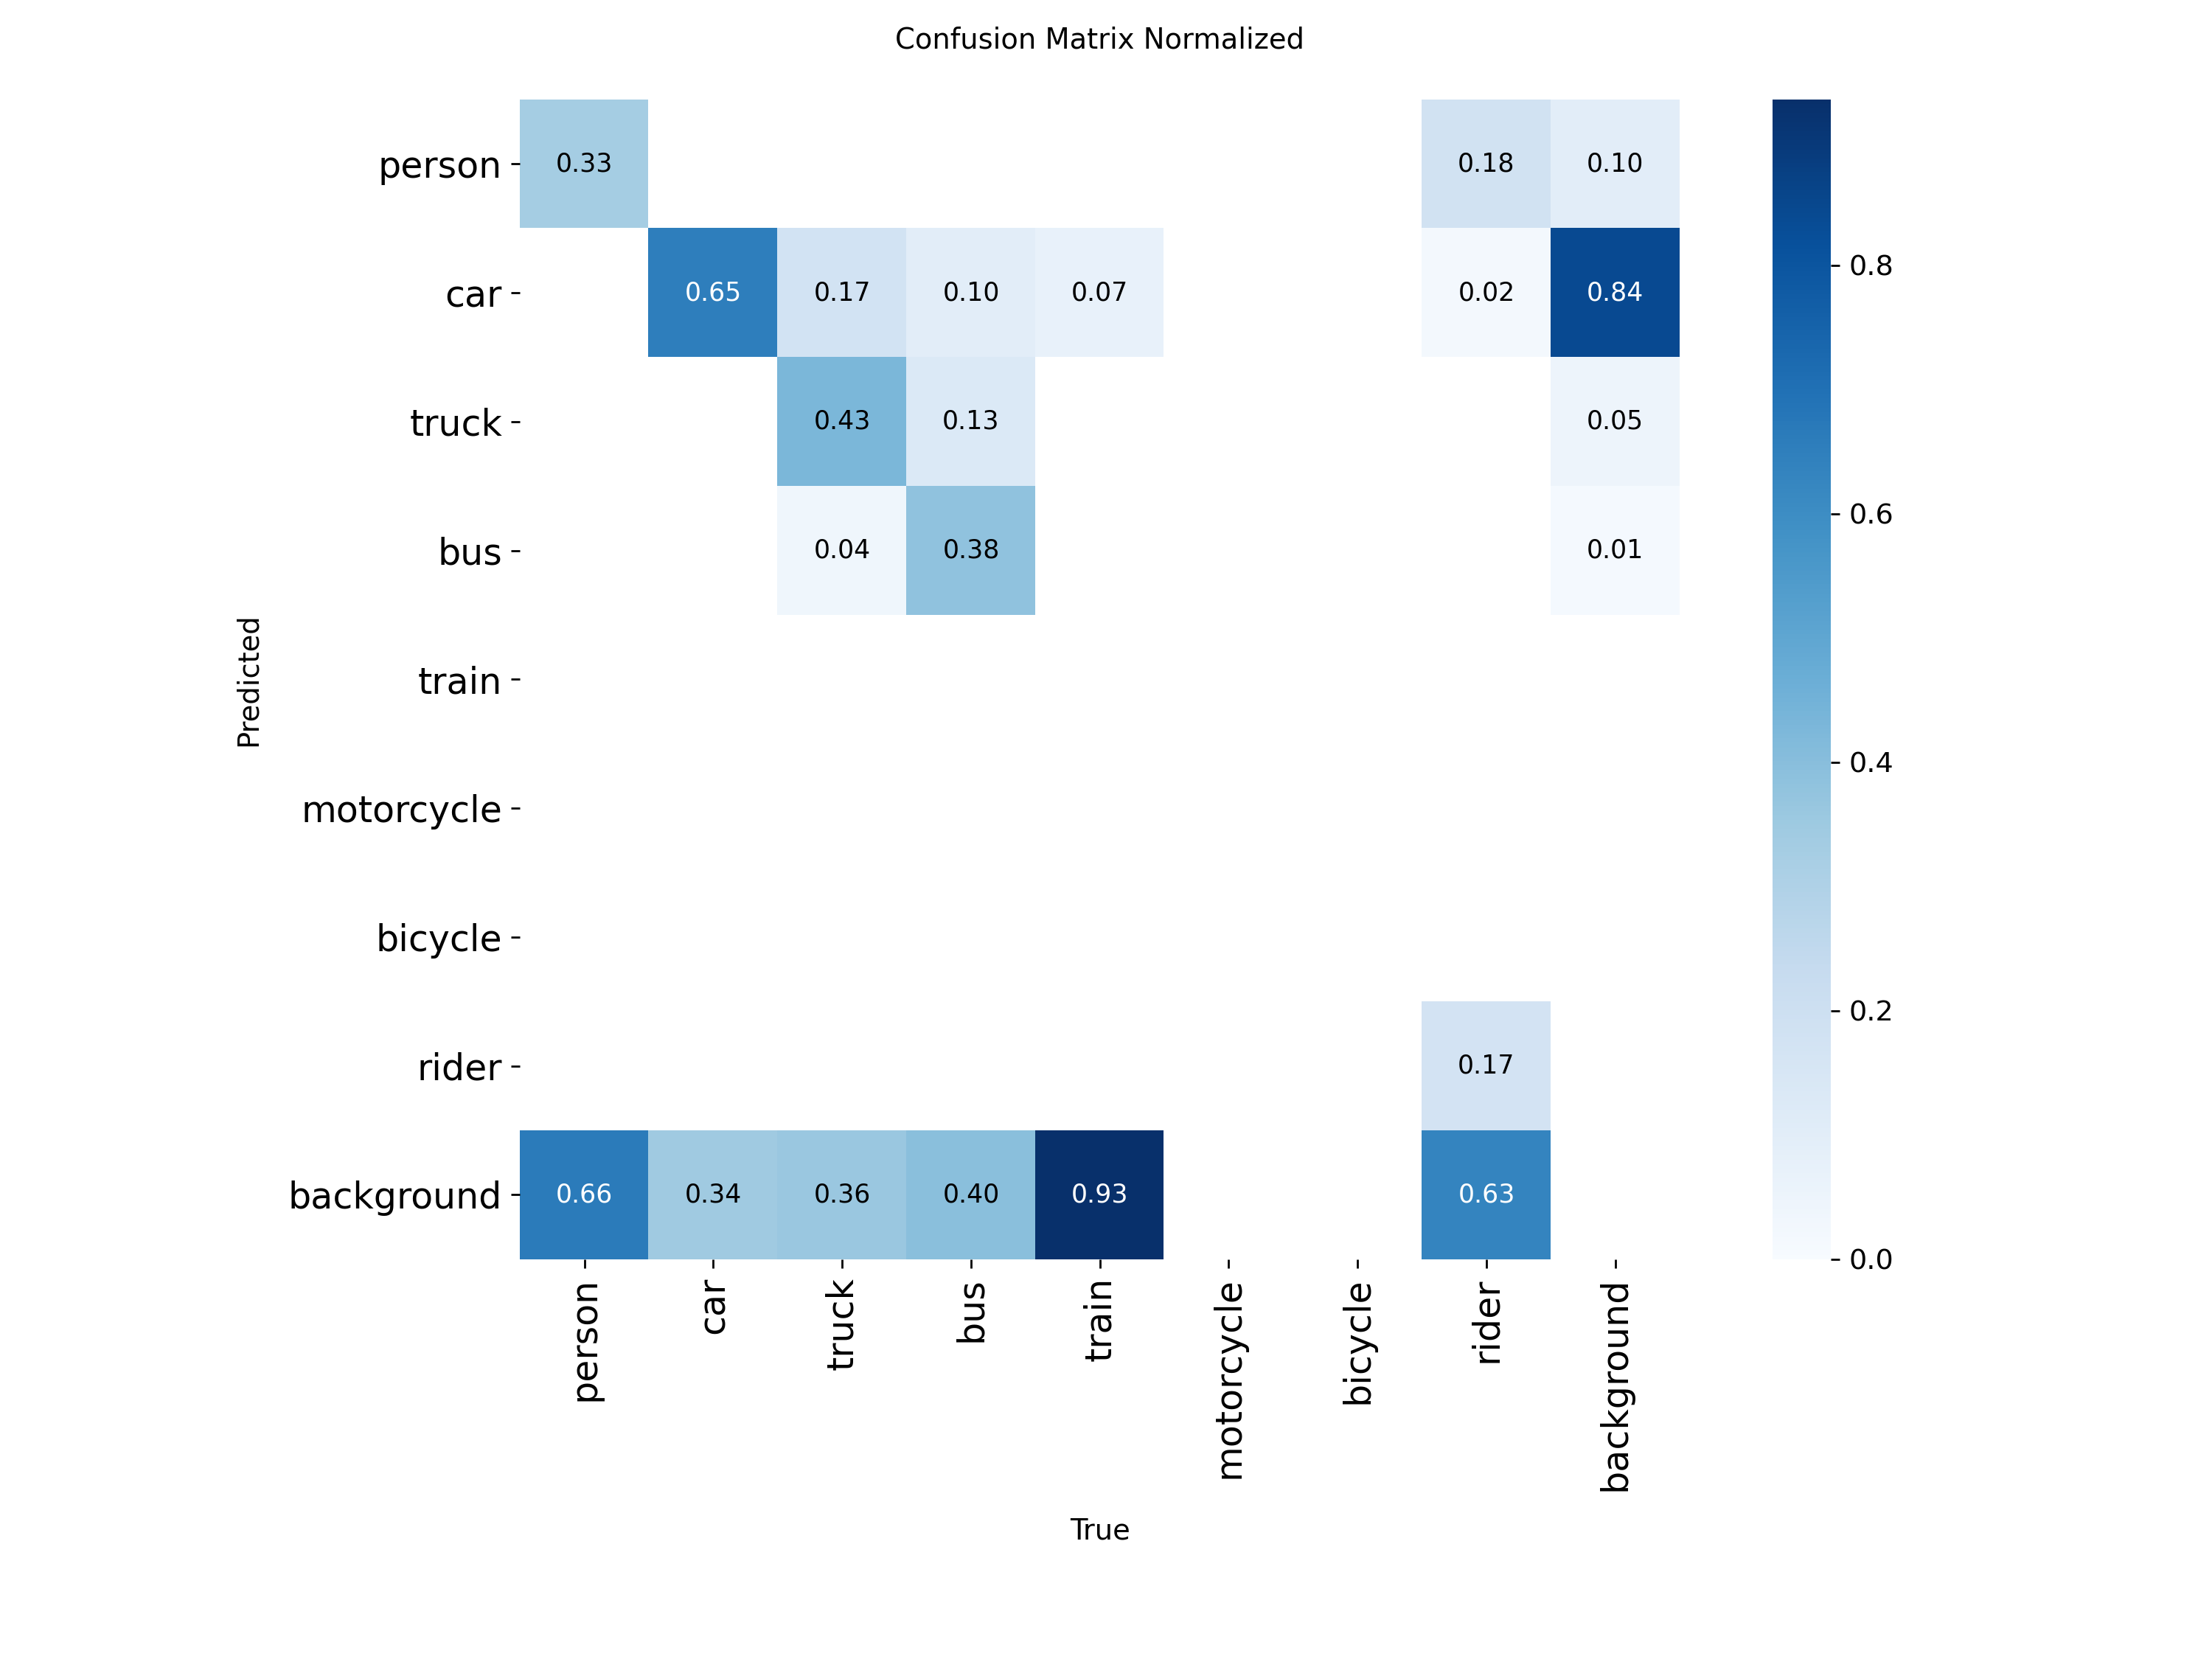 Confusion Matrix Normalized
person 0.33 0.18 0.10
car 0.65 0.17 0.10 0.07 0.02 0.84
0.8
truck 0.43 0.13 0.05
0.6
bus 0.04 0.38 0.01
Predicted
train
0.4
motorcycle
bicycle
0.2
rider 0.17
background 0.66 0.34 0.36 0.40 0.93 0.63
0.0
person car truck bus train motorcycle bicycle rider background
True